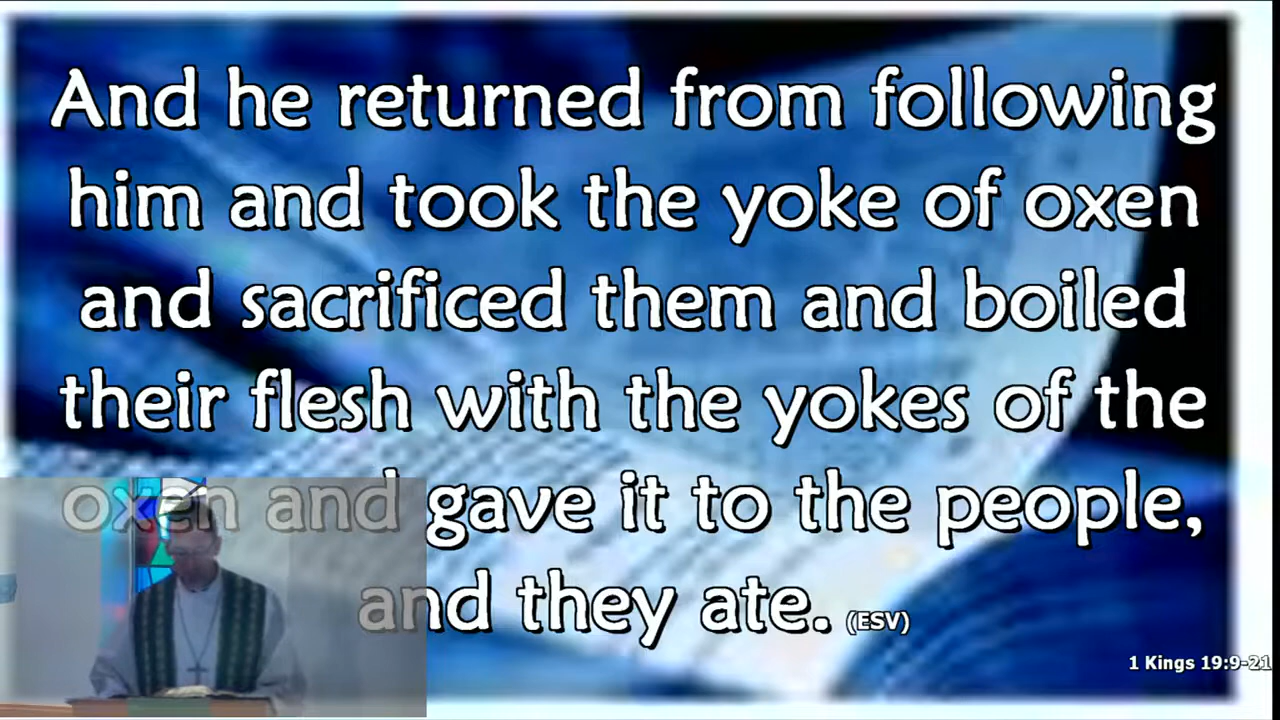 And he returned from following
him and took the yoke of oxen
and sacrificed them and boiled
their flesh with the yokes of the
oxen and gave it to the people,
and they ate. (ESV)
1 Kings 19:9-21